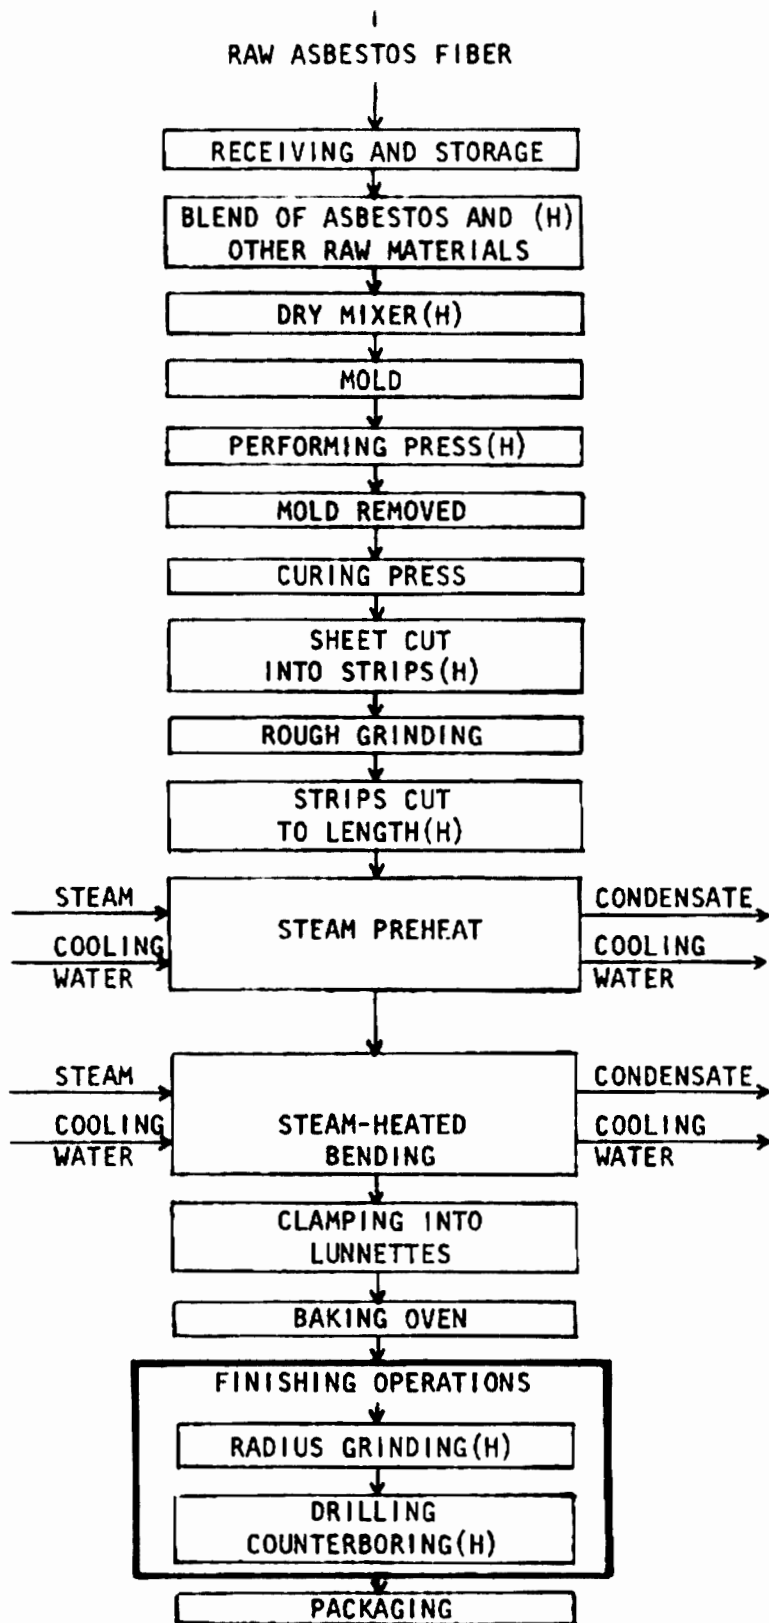 RAW ASBESTOS FIBER
RECEIVING AND STORAGE
BLEND OF ASBESTOS AND (H)
OTHER RAW MATERIALS
DRY MIXER(H)
MOLD
PERFORMING PRESS(H)
MOLD REMOVED
CURING PRESS
SHEET CUT
INTO STRIPS(H)
ROUGH GRINDING
STRIPS CUT
TO LENGTH(H)
STEAM
COOLING
WATER
STEAM PREHEAT
CONDENSATE
COOLING
WATER
STEAM
COOLING
WATER
STEAM-HEATED
BENDING
CONDENSATE
COOLING
WATER
CLAMPING INTO
LUNNETTES
BAKING OVEN
FINISHING OPERATIONS
RADIUS GRINDING(H)
DRILLING
COUNTERBORING(H)
PACKAGING